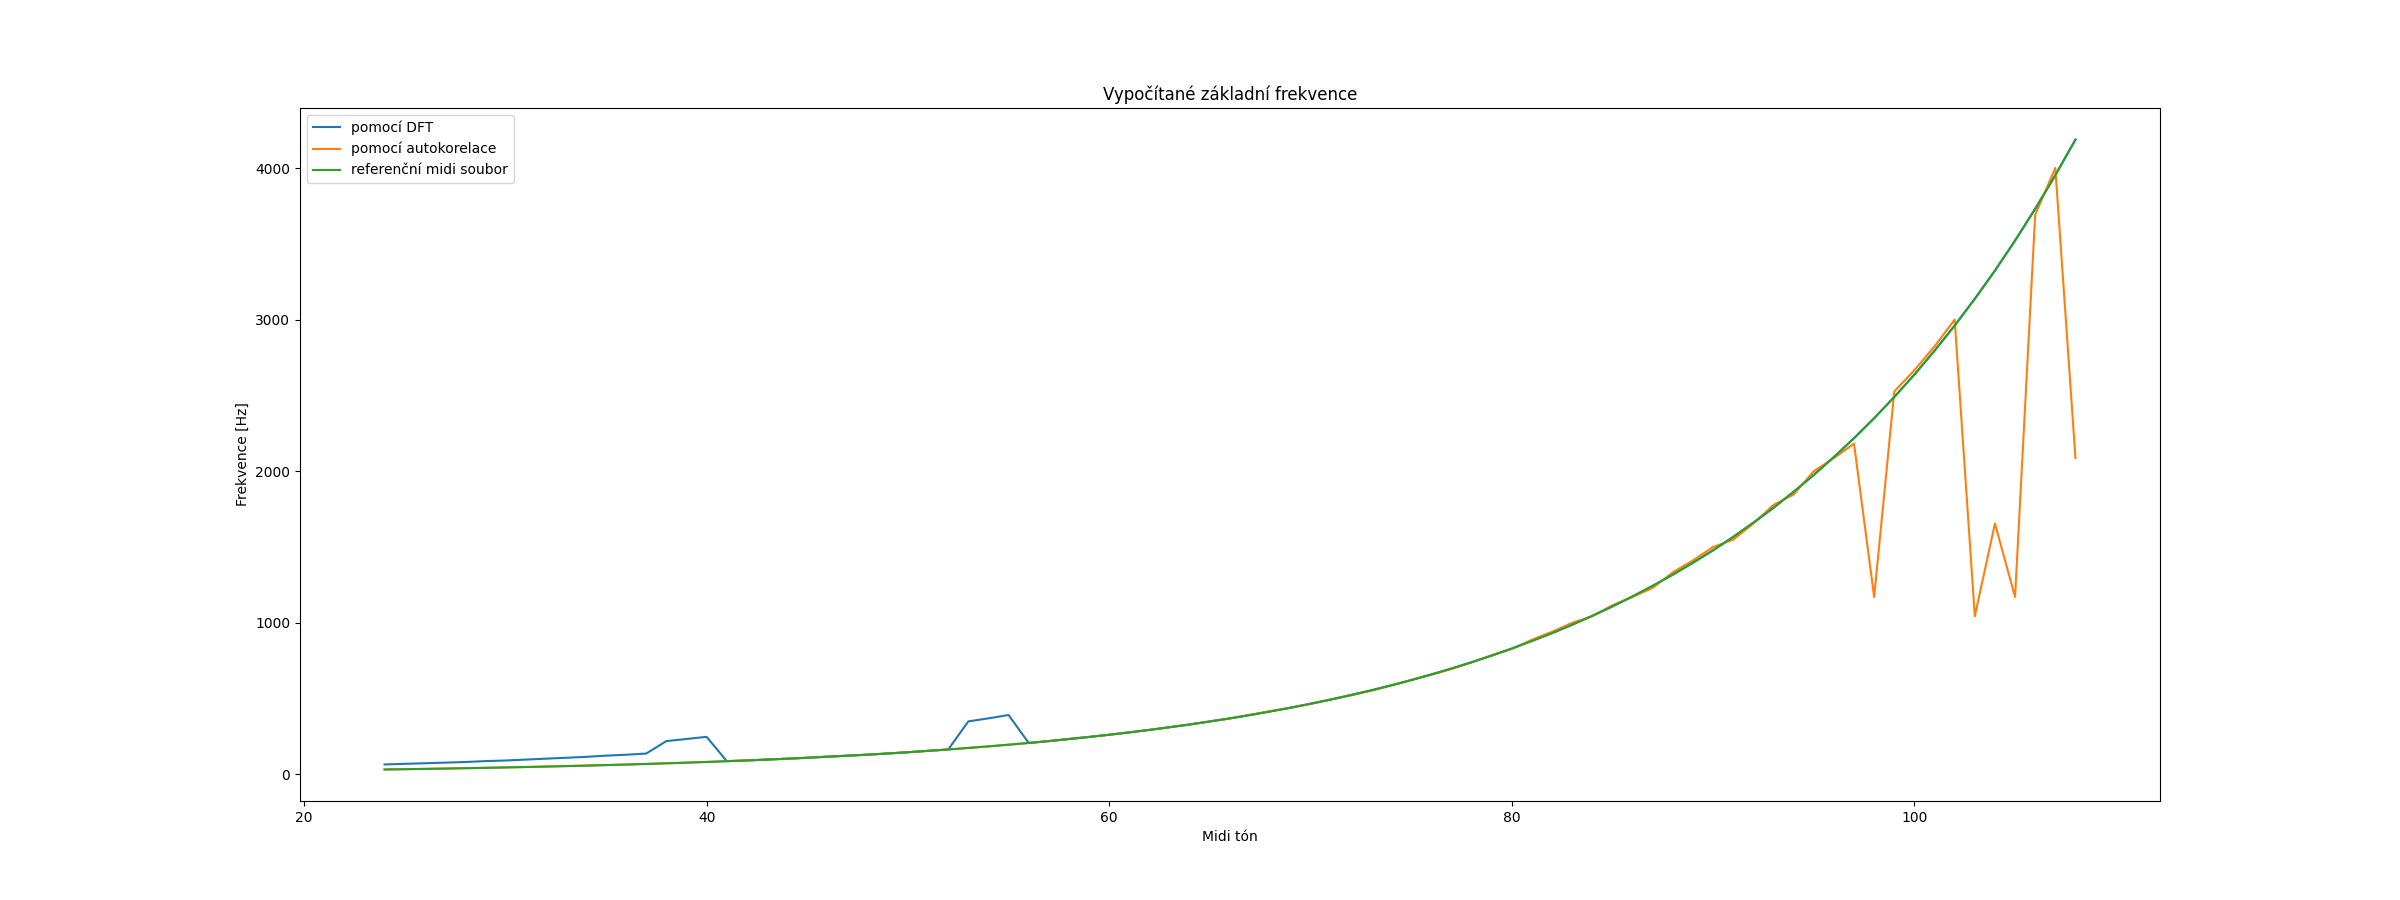 Vypočítané základní frekvence
pomocí DFT
pomocí autokorelace
referenční midi soubor
4000
3000
2000
1000
0
Frekvence [Hz]
20 40 60 80 100
Midi tón